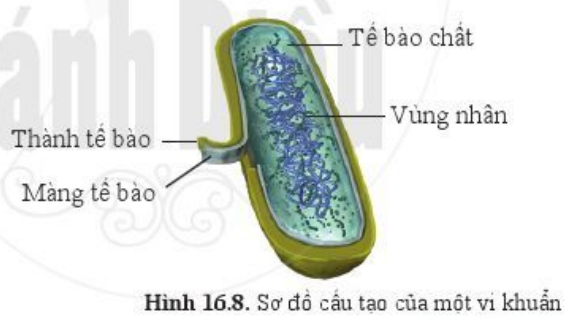 Tế bào chất
Vùng nhân
Thành tế bào
Màng tế bào
Hình 16.8. Sơ đồ cấu tạo của một vi khuẩn